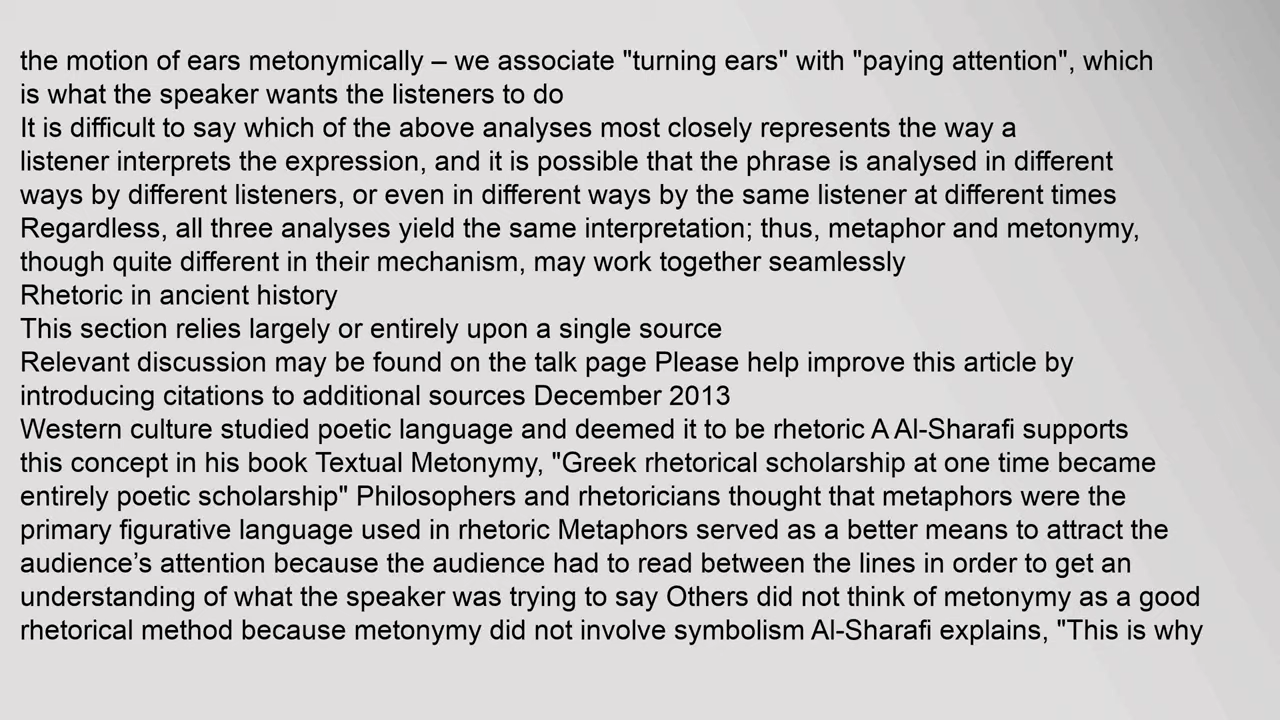 the motion of ears metonymically – we associate "turning ears" with "paying attention", which
is what the speaker wants the listeners to do
It is difficult to say which of the above analyses most closely represents the way a
listener interprets the expression, and it is possible that the phrase is analysed in different
ways by different listeners, or even in different ways by the same listener at different times
Regardless, all three analyses yield the same interpretation; thus, metaphor and metonymy,
though quite different in their mechanism, may work together seamlessly
Rhetoric in ancient history
This section relies largely or entirely upon a single source
Relevant discussion may be found on the talk page Please help improve this article by
introducing citations to additional sources December 2013
Western culture studied poetic language and deemed it to be rhetoric A Al-Sharafi supports
this concept in his book Textual Metonymy, "Greek rhetorical scholarship at one time became
entirely poetic scholarship" Philosophers and rhetoricians thought that metaphors were the
primary figurative language used in rhetoric Metaphors served as a better means to attract the
audience’s attention because the audience had to read between the lines in order to get an
understanding of what the speaker was trying to say Others did not think of metonymy as a good
rhetorical method because metonymy did not involve symbolism Al-Sharafi explains, "This is why